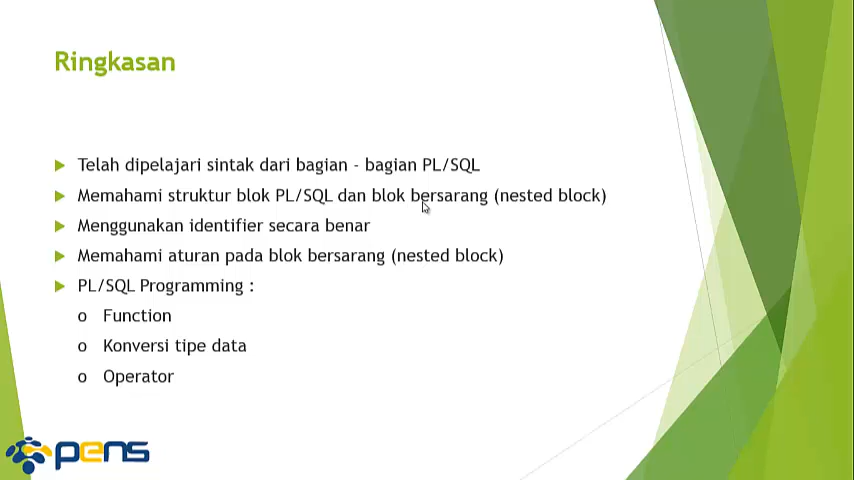 Ringkasan
Telah dipelajari sintak dari bagian - bagian PL/SQL
Memahami struktur blok PL/SQL dan blok bersarang (nested block)
Menggunakan identifier secara benar
Memahami aturan pada blok bersarang (nested block)
PL/SQL Programming :
o Function
o Konversi tipe data
o Operator
pens